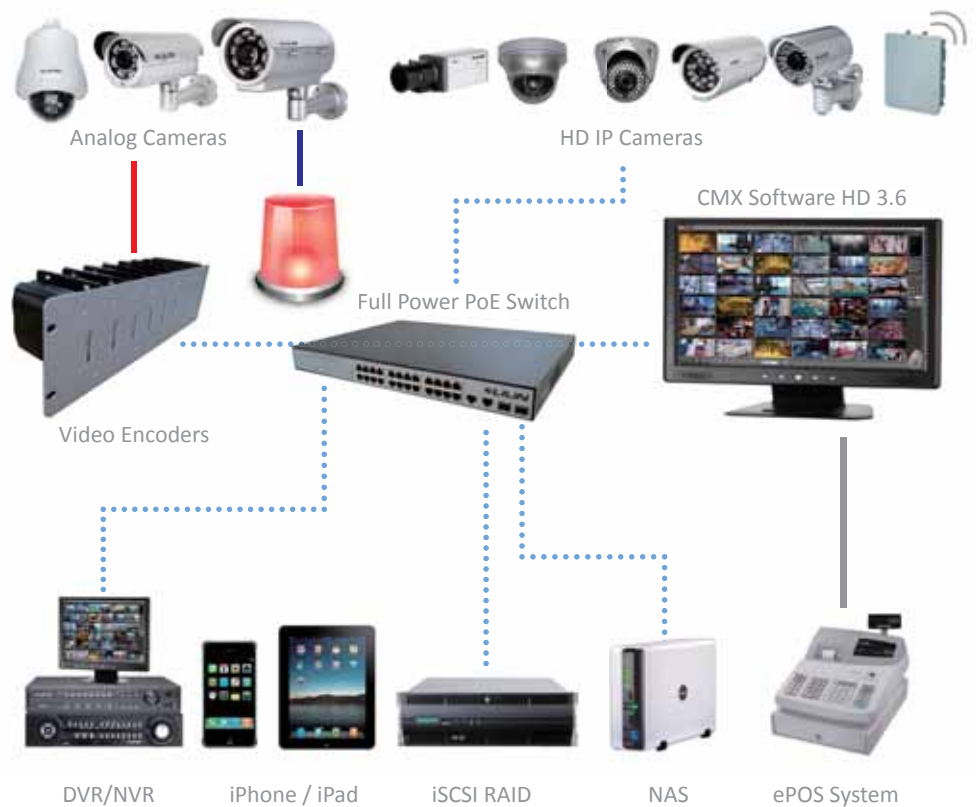 Analog Cameras
HD IP Cameras
CMX Software HD 3.6
Full Power PoE Switch
LILIN
Video Encoders
DVR/NVR
iPhone / iPad
iSCSI RAID
NAS
ePOS System